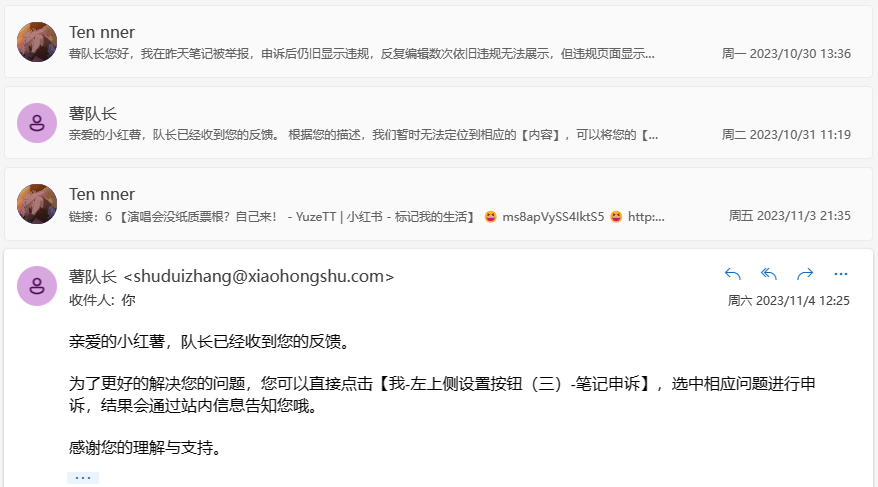 Ten nner
薯队长您好，我在昨天笔记被举报，申诉后仍旧显示违规，反复编辑数次依旧违规无法展示，但违规页面显示...
周一 2023/10/30 13:36
薯队长
亲爱的小红薯，队长已经收到您的反馈。 根据您的描述，我们暂时无法定位到相应的【内容】，可以将您的【...
周二 2023/10/31 11:19
Ten nner
链接：6 【演唱会没纸质票根？自己来！ - YuzeTT | 小红书 - 标记我的生活】 😆 ms8apVySS4IktS5 😆 http:...
周五 2023/11/3 21:35
薯队长 <shuduizhang@xiaohongshu.com>
收件人: 你
周六 2023/11/4 12:25
亲爱的小红薯，队长已经收到您的反馈。
为了更好的解决您的问题，您可以直接点击【我-左上侧设置按钮（三）-笔记申诉】，选中相应问题进行申
诉，结果会通过站内信息告知您哦。
感谢您的理解与支持。
...